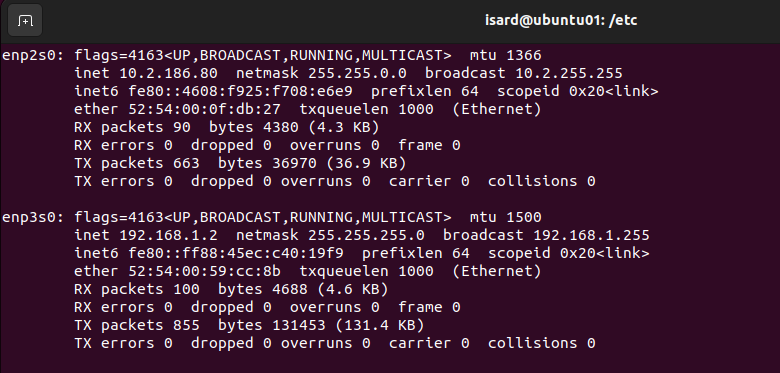 isard@ubuntu01: /etc
enp2s0: flags=4163<UP,BROADCAST,RUNNING,MULTICAST>  mtu 1366
        inet 10.2.186.80  netmask 255.255.0.0  broadcast 10.2.255.255
        inet6 fe80::4608:f925:f708:e6e9  prefixlen 64  scopeid 0x20<link>
        ether 52:54:00:0f:db:27  txqueuelen 1000  (Ethernet)
        RX packets 90  bytes 4380 (4.3 KB)
        RX errors 0  dropped 0  overruns 0  frame 0
        TX packets 663  bytes 36970 (36.9 KB)
        TX errors 0  dropped 0 overruns 0  carrier 0  collisions 0
enp3s0: flags=4163<UP,BROADCAST,RUNNING,MULTICAST>  mtu 1500
        inet 192.168.1.2  netmask 255.255.255.0  broadcast 192.168.1.255
        inet6 fe80::ff88:45ec:c40:19f9  prefixlen 64  scopeid 0x20<link>
        ether 52:54:00:59:cc:8b  txqueuelen 1000  (Ethernet)
        RX packets 100  bytes 4688 (4.6 KB)
        RX errors 0  dropped 0  overruns 0  frame 0
        TX packets 855  bytes 131453 (131.4 KB)
        TX errors 0  dropped 0 overruns 0  carrier 0  collisions 0